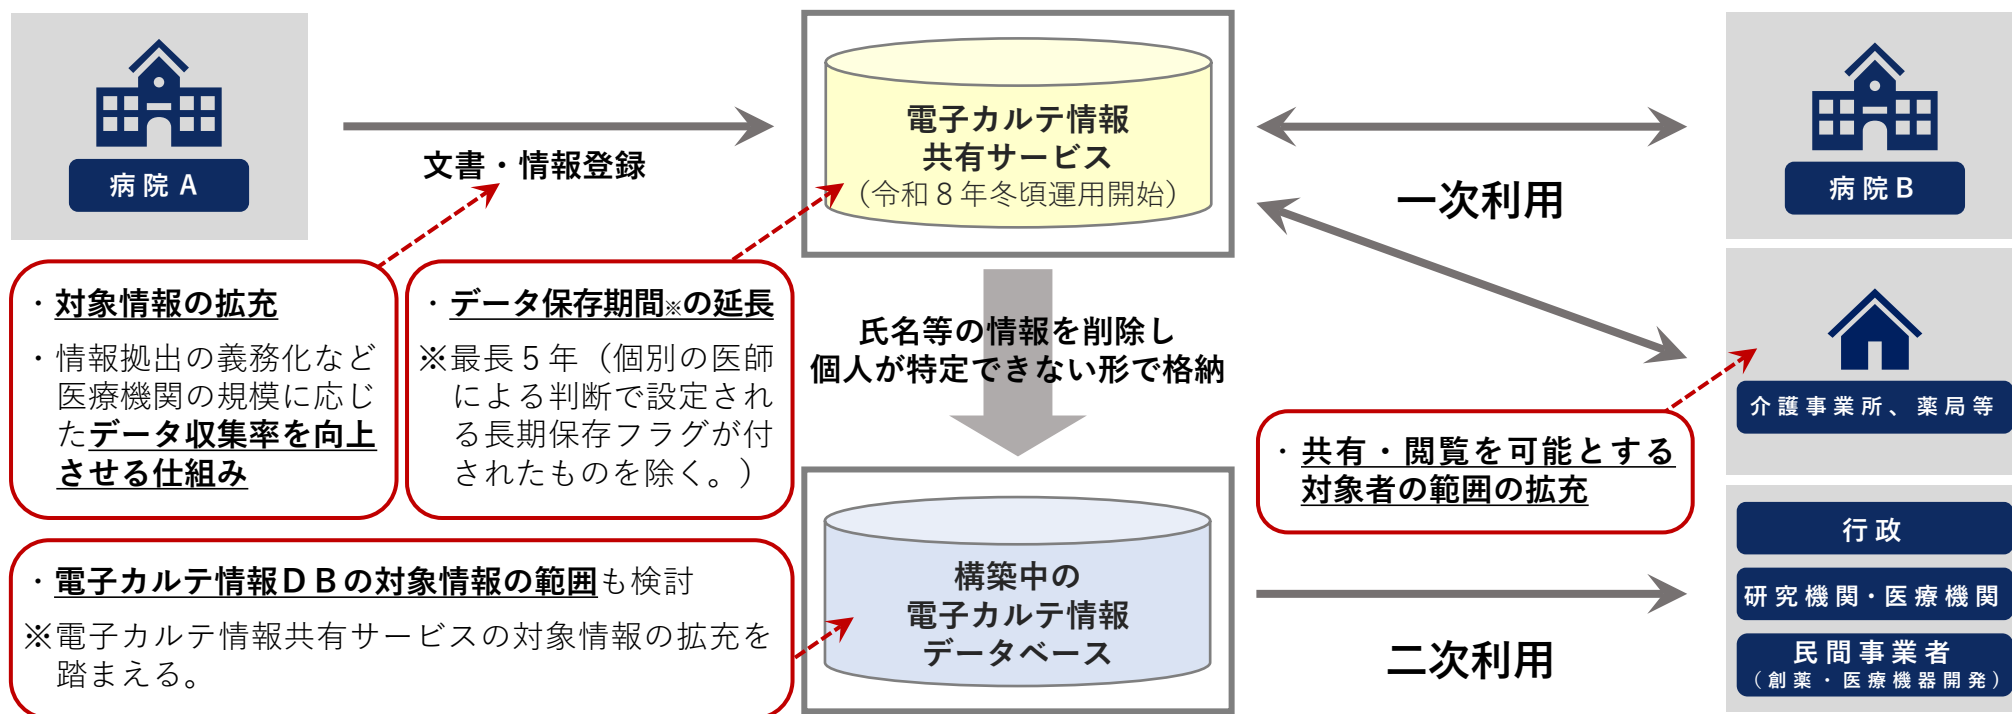 病院A
文書・情報登録
電子カルテ情報
共有サービス
（令和８年冬頃運用開始）
一次利用
病院B
・対象情報の拡充
・情報拠出の義務化など
医療機関の規模に応じ
たデータ収集率を向上
させる仕組み
・データ保存期間※の延長
※最長５年（個別の医師
による判断で設定され
る長期保存フラグが付
されたものを除く。）
氏名等の情報を削除し
個人が特定できない形で格納
介護事業所、薬局等
・共有・閲覧を可能とする
対象者の範囲の拡充
・電子カルテ情報ＤＢの対象情報の範囲も検討
※電子カルテ情報共有サービスの対象情報の拡充を
踏まえる。
構築中の
電子カルテ情報
データベース
二次利用
行政
研究機関・医療機関
民間事業者
（創薬・医療機器開発）